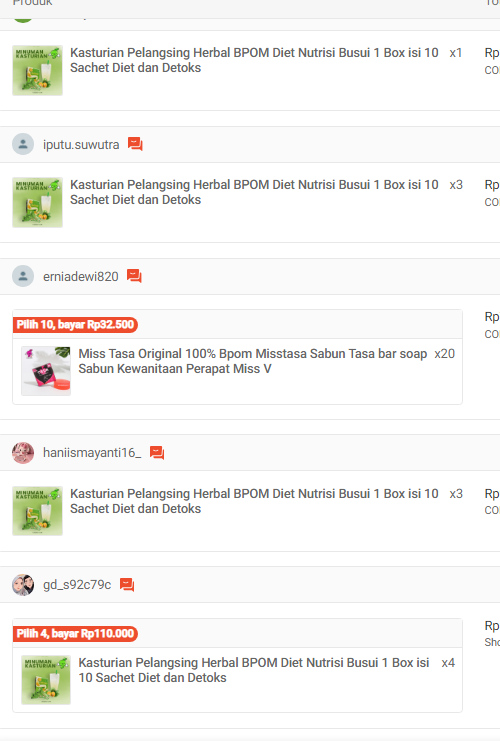 Produk
Kasturian Pelangsing Herbal BPOM Diet Nutrisi Busui 1 Box isi 10 x1 Rp
Sachet Diet dan Detoks
MINUMAN
KASTURIAN
iputu.suwutra
Kasturian Pelangsing Herbal BPOM Diet Nutrisi Busui 1 Box isi 10 x3 Rp
Sachet Diet dan Detoks
MINUMAN
KASTURIAN
erniadewi820
Pilih 10, bayar Rp32.500
Rp
Miss Tasa Original 100% Bpom Misstasa Sabun Tasa bar soap x20
Sabun Kewanitaan Perapat Miss V
haniismayanti16_
Kasturian Pelangsing Herbal BPOM Diet Nutrisi Busui 1 Box isi 10 x3 Rp
Sachet Diet dan Detoks
MINUMAN
KASTURIAN
gd_s92c79c
Pilih 4, bayar Rp110.000
Rp
Kasturian Pelangsing Herbal BPOM Diet Nutrisi Busui 1 Box isi x4
10 Sachet Diet dan Detoks
MINUMAN
KASTURIAN